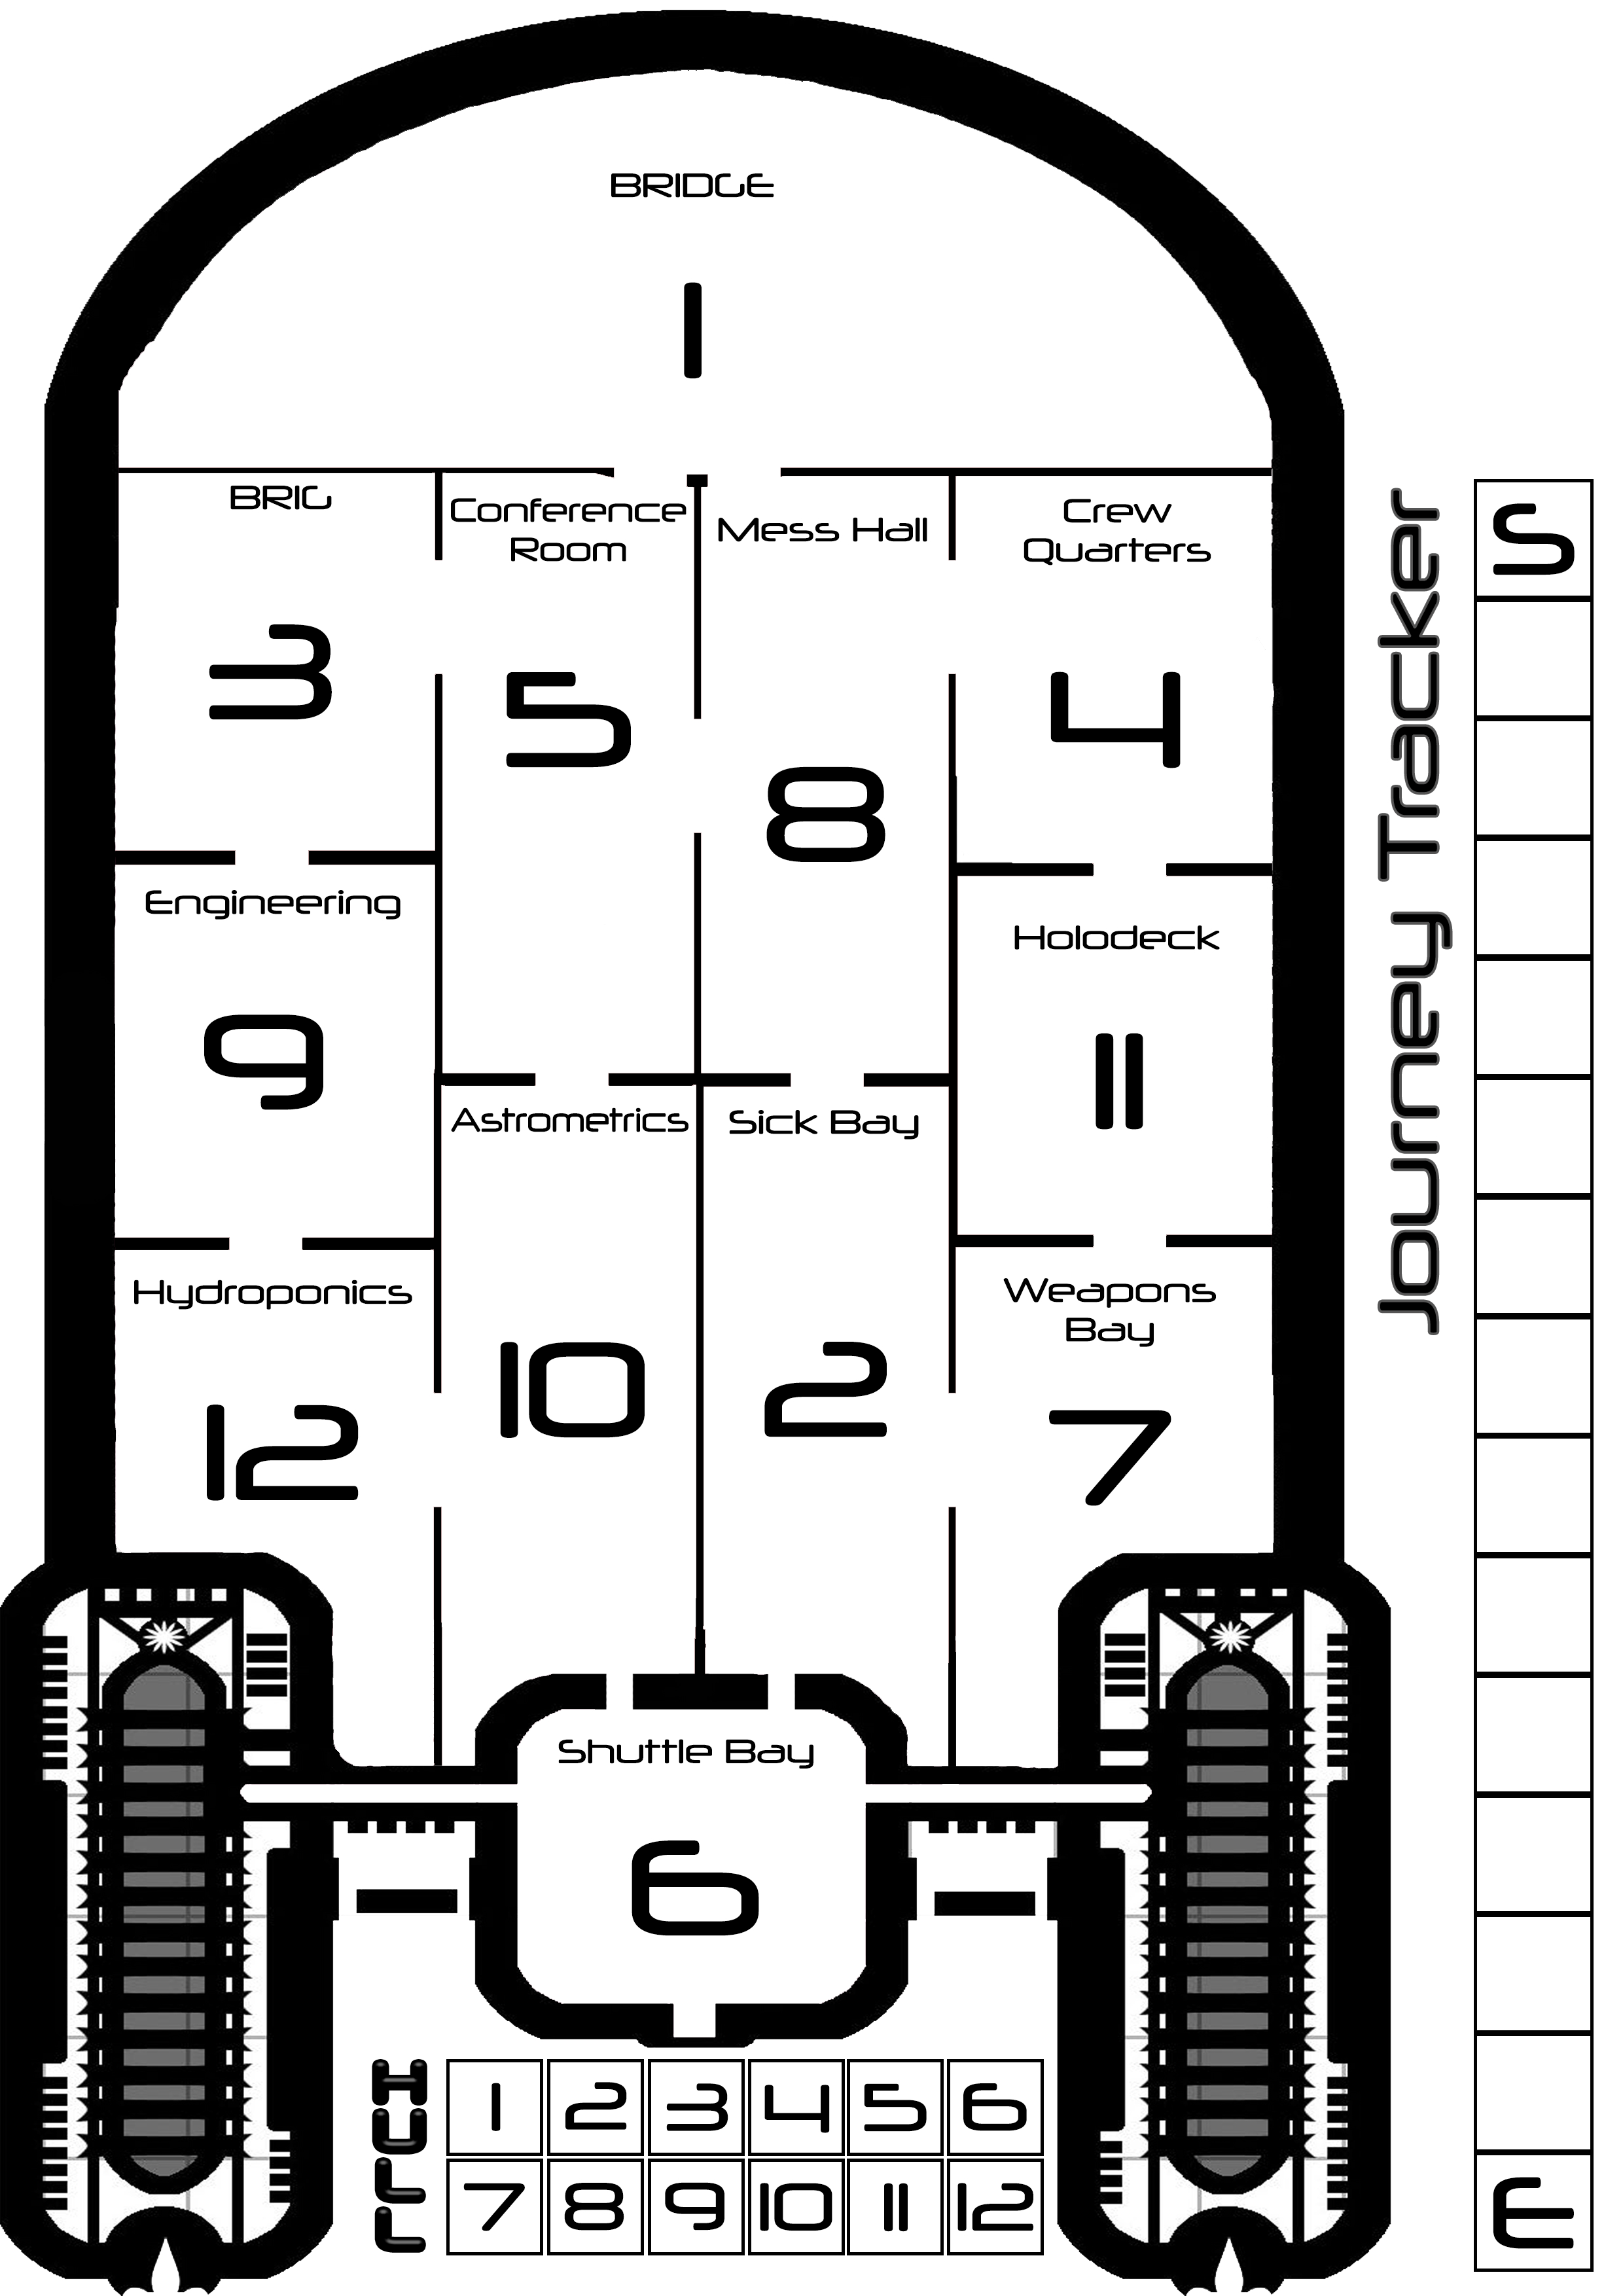 BRIDGE
1
BRIG
Conference
Room
Mess Hall
Crew
Quarters
3
5
8
4
Engineering
Holodeck
9
11
Astrometrics
Sick Bay
Hydroponics
Weapons
Bay
12
10
2
7
Shuttle Bay
6
HULL
1 2 3 4 5 6
7 8 9 10 11 12
Journey Tracker
S
E